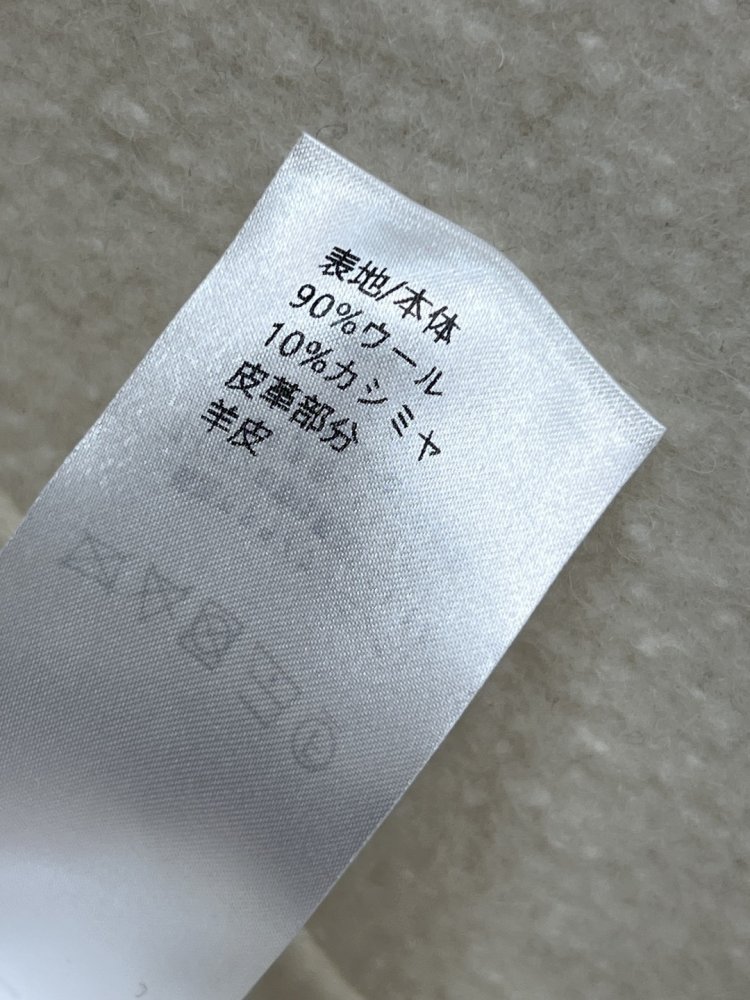 表地/本体
90%ウール
10%カシミヤ
皮革部分
羊皮